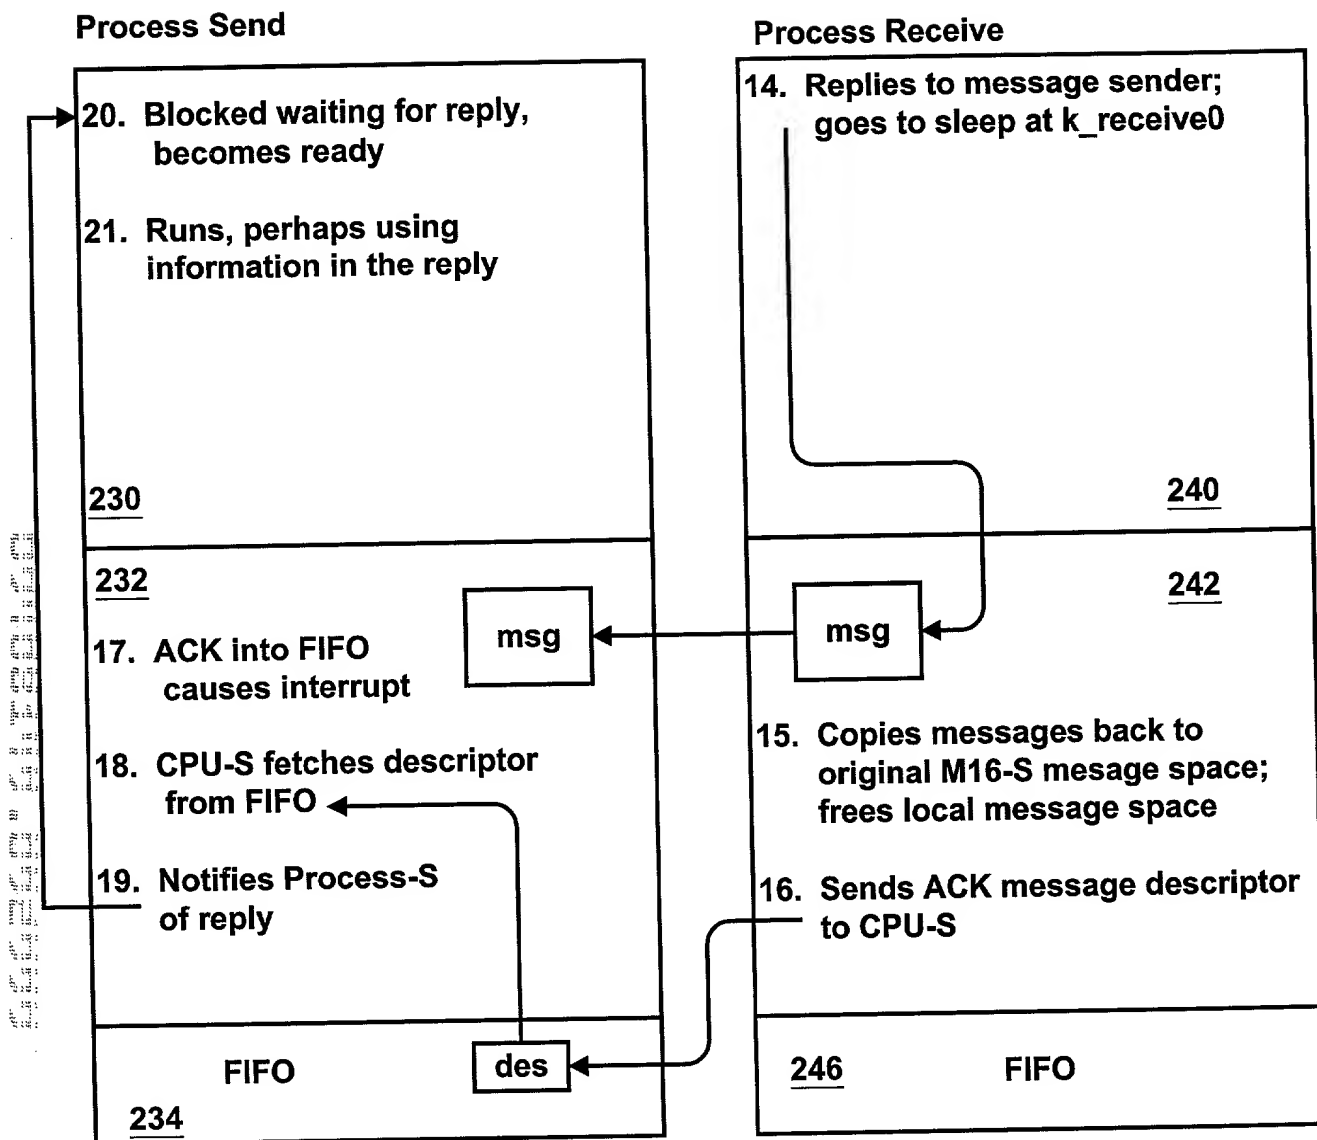 Process Send
20. Blocked waiting for reply,
becomes ready
21. Runs, perhaps using
information in the reply
230
232
msg
17. ACK into FIFO
causes interrupt
18. CPU-S fetches descriptor
from FIFO
19. Notifies Process-S
of reply
FIFO
des
234
Process Receive
14. Replies to message sender;
goes to sleep at k_receive0
240
242
msg
15. Copies messages back to
original M16-S mesage space;
frees local message space
16. Sends ACK message descriptor
to CPU-S
246
FIFO